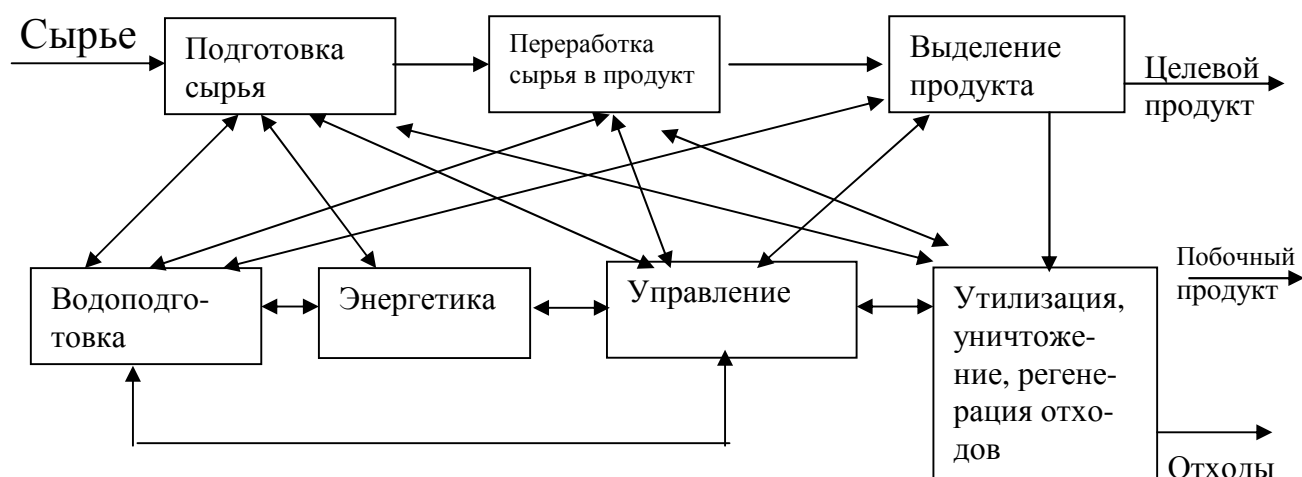 Сырье
Подготовка
сырья
Переработка
сырья в продукт
Выделение
продукта
Целевой
продукт
Водоподго-
товка
Энергетика
Управление
Утилизация,
уничтоже-
ние, регене-
рация отхо-
дов
Побочный
продукт
Отходы